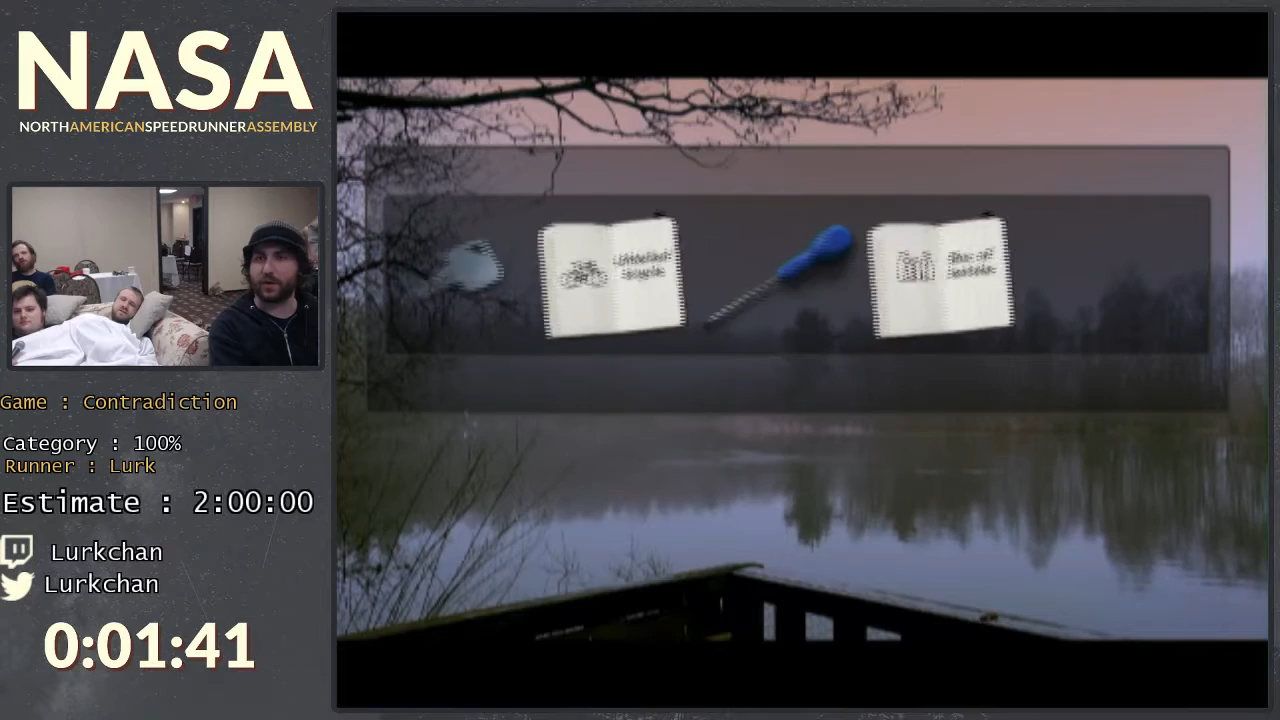 NASA
NORTHAMERICANSPEEDRUNNERASSEMBLY
Game : Contradiction
Category : 100%
Runner : Lurk
Estimate : 2:00:00
Lurkchan
Lurkchan
0:01:41